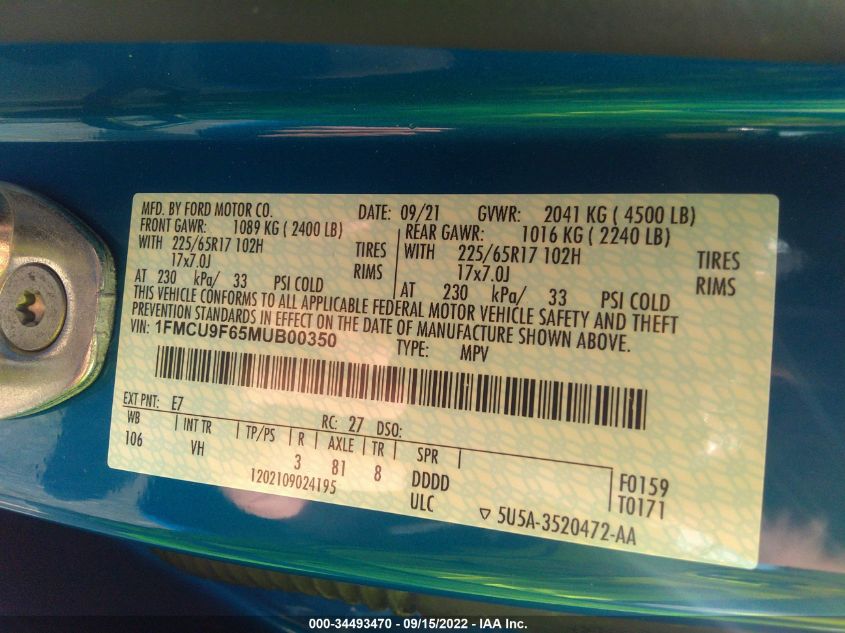 MFD. BY FORD MOTOR CO. DATE: 09/21 GVWR: 2041 KG ( 4500 LB)
FRONT GAWR: 1089 KG ( 2400 LB) REAR GAWR: 1016 KG ( 2240 LB)
WITH 225/65R17 102H TIRES WITH 225/65R17 102H TIRES
17x7.0J RIMS 17x7.0J RIMS
AT 230 kPa/ 33 PSI COLD AT 230 kPa/ 33 PSI COLD
THIS VEHICLE CONFORMS TO ALL APPLICABLE FEDERAL MOTOR VEHICLE SAFETY AND THEFT
PREVENTION STANDARDS IN EFFECT ON THE DATE OF MANUFACTURE SHOWN ABOVE.
VIN: 1FMCU9F65MUB00350 TYPE: MPV
EXT PNT: E7 RC: 27 DSO:
WB INT TR TP/PS R AXLE TR SPR
106 VH 3 81 8 DDDD F0159
1202109024195 ULC T0171
▽ 5U5A-3520472-AA
000-34493470 - 09/15/2022 - IAA Inc.